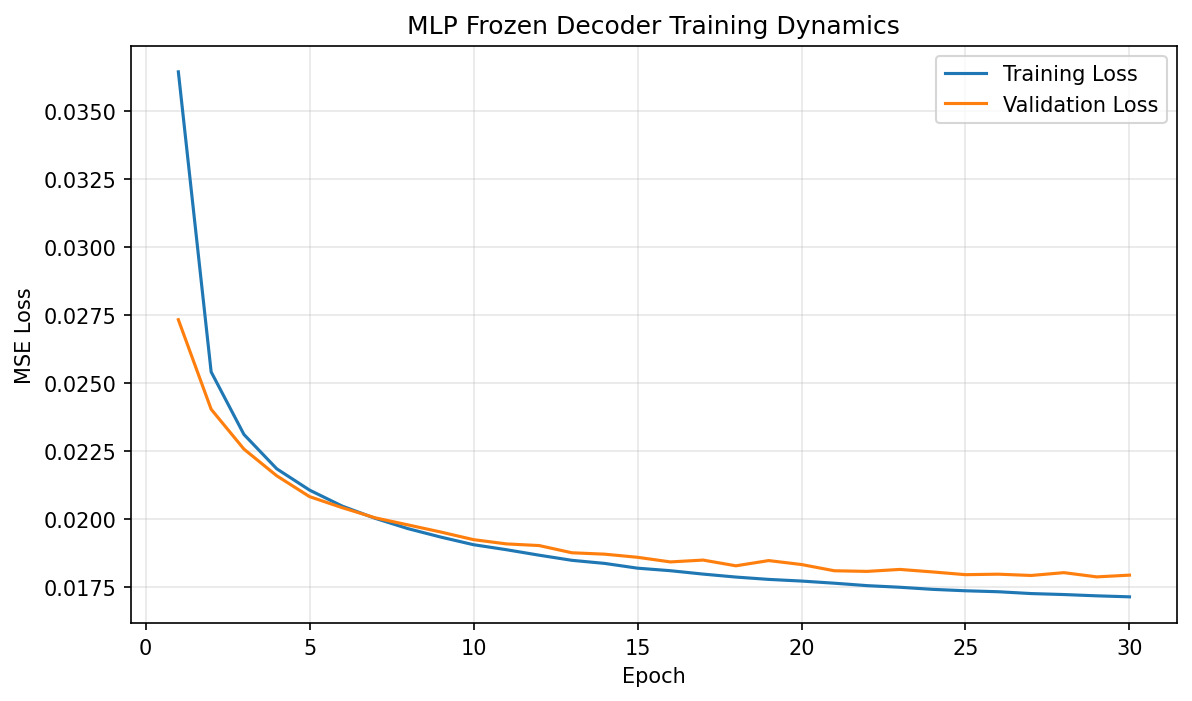 MLP Frozen Decoder Training Dynamics
Training Loss
Validation Loss
MSE Loss
0.0350
0.0325
0.0300
0.0275
0.0250
0.0225
0.0200
0.0175
0 5 10 15 20 25 30
Epoch